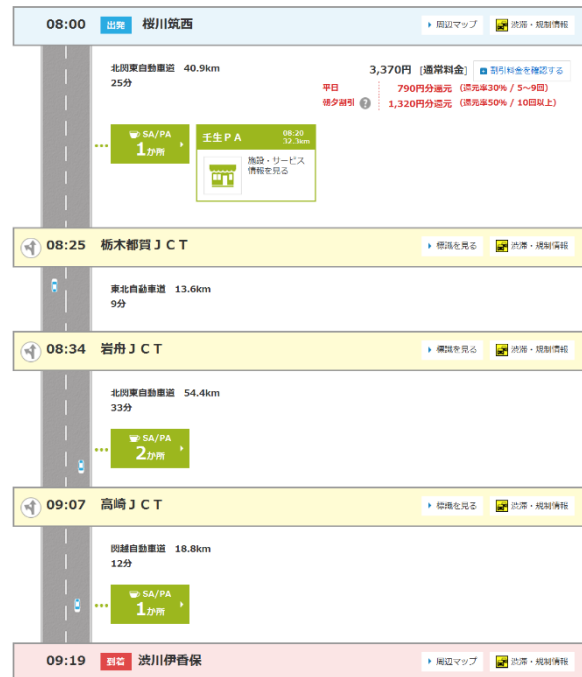 08:00 出発 桜川筑西 周辺マップ 渋滞・規制情報
北関東自動車道 40.9km
25分
3,370円 [通常料金] 割引料金を確認する
平日 790円分還元 (還元率30% / 5~9回)
朝夕割引 ? 1,320円分還元 (還元率50% / 10回以上)
SA/PA
1か所
壬生PA 08:20
32.3km
施設・サービス
情報を見る
08:25 栃木都賀JCT 標識を見る 渋滞・規制情報
東北自動車道 13.6km
9分
08:34 岩舟JCT 標識を見る 渋滞・規制情報
北関東自動車道 54.4km
33分
SA/PA
2か所
09:07 高崎JCT 標識を見る 渋滞・規制情報
関越自動車道 18.8km
12分
SA/PA
1か所
09:19 到着 渋川伊香保 周辺マップ 渋滞・規制情報